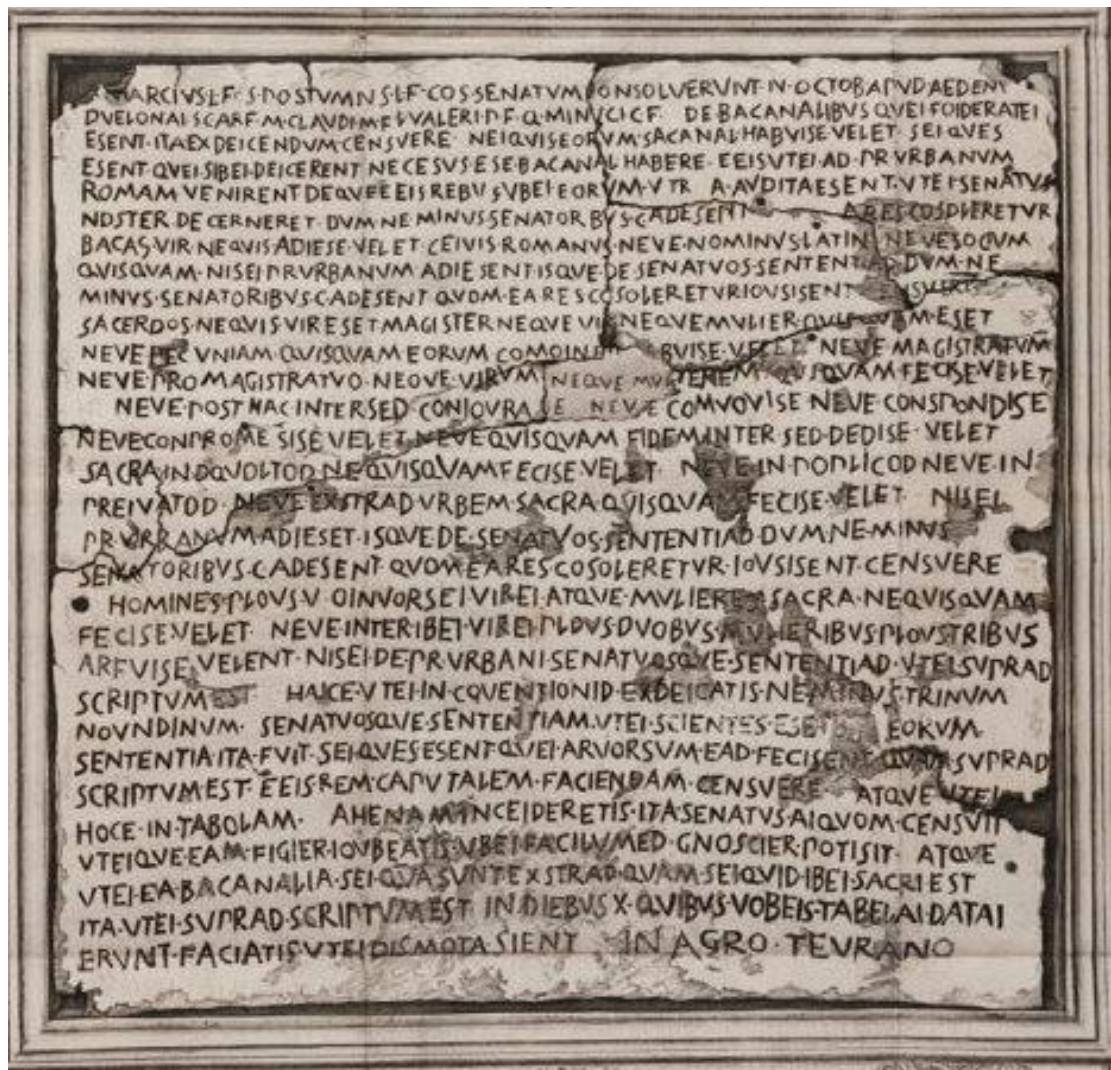 MARCIVS·L·F· S·POSTVMIVS·L·F·COS·SENATVM CONSOLVERVNT·N·OCTOB·APVD·AEDEM
DVELONAI·SC·ARF·M·CLAVDI·M·F·L·VALERI·P·F·Q·MINVCI·C·F· DE·BACANALIBVS·QVEI·FOIDERATEI
ESENT·ITA·EXDEICENDVM·CENSVERE· NEIQVIS·EORVM·SACANAL·HABVISE·VELET· SEI·QVES
ESENT·QVEI·SIBEI·DEICERENT NECESVS·ESE·BACANAL HABERE· EEIS·VTEI·AD·PR·VRBANVM
ROMAM VENIRENT DE·QVE·EEIS·REBVS·VBEI·EORVM·VTR A·AVDITA·ESENT·VTEI·SENATVS
NOSTER·DECERNERET·DVM·NE·MINVS·SENATORBVS·C·ADESENT ARES·COSOLERETVR
BACAS·VIR·NEQVIS·ADIESE·VELET·CEIVIS·ROMANVS·NEVE·NOMINVS·LATIN NEVE·SOCIVM
QVISQVAM·NISEI·PR·VRBANVM·ADIESENT·ISQVE·DE·SENATVOS·SENTENTIAD·DVM·NE
MINVS·SENATORIBVS·C·ADESENT·QVOM·EA·RES·COSOLERETVR·IOVSISENT
SACERDOS·NEQVIS·VIR·ESET·MAGISTER·NEQVE·VIR·NEQVE·MVLIER·QVISQVAM·ESET
NEVE·PECVNIAM·QVISQVAM·EORVM·COMOIN BVISE·VELET· NEVE·MAGISTRATVM
NEVE·PRO·MAGISTRATVO·NEQVE·VIRVM NEQVE MVLIEREM QVISQVAM·FECISE·VELET
NEVE·POST·HAC·INTERSED·CONIOVRASE NEVE COMVOVISE NEVE CONSPONDISE
NEVE·CONPROMESISE·VELET·NEVE·QVISQVAM FIDEM·INTER·SED·DEDISE·VELET
SACRA·IN·DQVOLTOD·NE·QVISQVAM·FECISE·VELET· NEVE·IN·POPLICOD·NEVE·IN
PREIVATOD·NEVE·EXSTRAD·VRBEM·SACRA·QVISQVAM·FECISE·VELET· NISEI
PR·VRBANVM·ADIESET·ISQVE·DE·SENATVOS·SENTENTIAD·DVM·NE·MINVS
SENATORIBVS·C·ADESENT·QVOM·EA·RES·COSOLERETVR·IOVSISENT·CENSVERE
HOMINES·PLOVS·V·OINVORSEI·VIREI·ATQVE·MVLIERES·SACRA·NEQVISQVAM
FECISE·VELET· NEVE·INTER·IBEI·VIREI·PLOVS·DVOBVS·MVLIERIBVS·PLOVS·TRIBVS
ARFVISE·VELENT·NISEI·DE·PR·VRBANI·SENATVOSQVE·SENTENTIAD·VTEI·SVPRAD
SCRIPTVM·EST HAICE·VTEI·IN·COVENTIONID·EXDEICATIS·NE·MINVS·TRINVM
NOVNDINVM· SENATVOSQVE·SENTENTIAM·VTEI·SCIENTES·ESETIS EORVM
SENTENTIA·ITA·FVIT·SEI·QVES·ESENT·QVEI·ARVORSVM·EAD·FECISENT·QVAM·SVPRAD
SCRIPTVM·EST·EEIS·REM·CAPVTALEM·FACIENDAM·CENSVERE· ATQVE·VTEI
HOCE·IN·TABOLAM· AHENAM·INCEIDERETIS·ITA·SENATVS·AIQVOM·CENSVIT
VTEIQVE·EAM·FIGIER·IOVBEATIS·VBEI·FACILVMED·GNOSCIER·POTISIT· ATQVE
VTEI·EA·BACANALIA·SEI·QVA·SVNT·EXSTRAD·QVAM·SEI·QVID·IBEI·SACRI·EST
ITA·VTEI·SVPRAD·SCRIPTVM·EST IN·DIEBVS·X·QVIBVS·VOBEIS·TABELAI·DATAI
ERVNT·FACIATIS·VTEI·DISMOTA·SIENT IN AGRO·TEVRANO